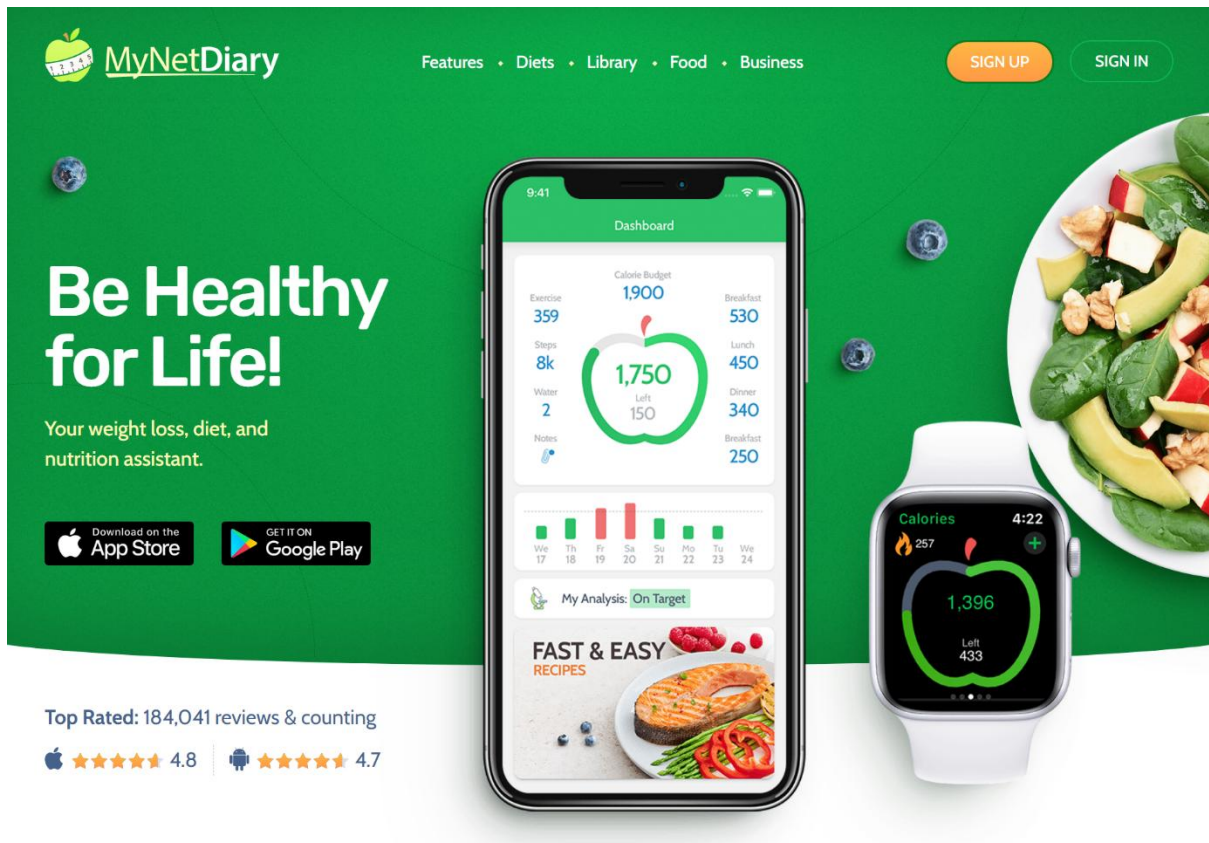 MyNetDiary
Features • Diets • Library • Food • Business
SIGN UP
SIGN IN
Be Healthy
for Life!
Your weight loss, diet, and
nutrition assistant.
Download on the
App Store
GET IT ON
Google Play
Top Rated: 184,041 reviews & counting
4.8
4.7
9:41
Dashboard
Calorie Budget
1,900
Exercise
359
Steps
8k
Water
2
Notes
1,750
Left
150
Breakfast
530
Lunch
450
Dinner
340
Breakfast
250
We Th Fr Sa Su Mo Tu We
17 18 19 20 21 22 23 24
My Analysis: On Target
FAST & EASY
RECIPES
Calories 4:22
257
+
1,396
Left
433